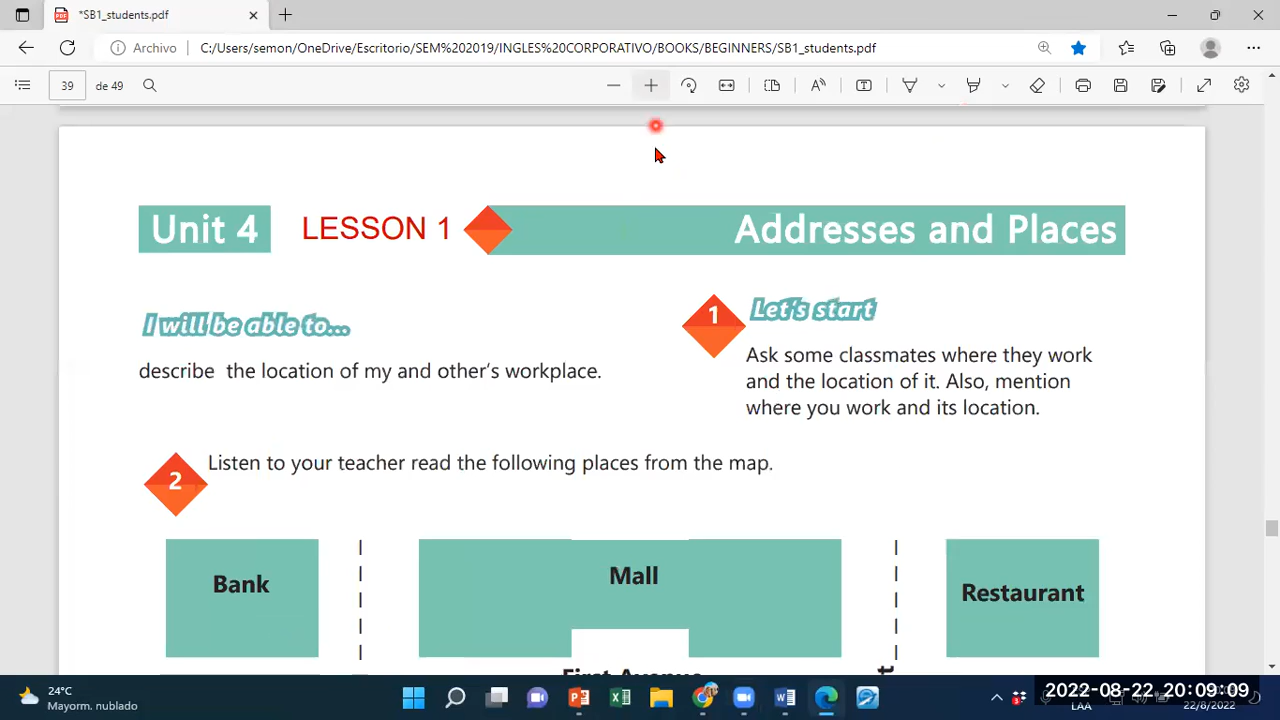 *SB1_students.pdf
Archivo
C:/Users/semon/OneDrive/Escritorio/SEM%202019/INGLES%20CORPORATIVO/BOOKS/BEGINNERS/SB1_students.pdf
39 de 49
Unit 4 LESSON 1 Addresses and Places
I will be able to...
describe the location of my and other's workplace.
1 Let's start
Ask some classmates where they work
and the location of it. Also, mention
where you work and its location.
2 Listen to your teacher read the following places from the map.
Bank
Mall
Restaurant
24°C
Mayorm. nublado
2022-08-22 20:09:09
LAA
22/8/2022